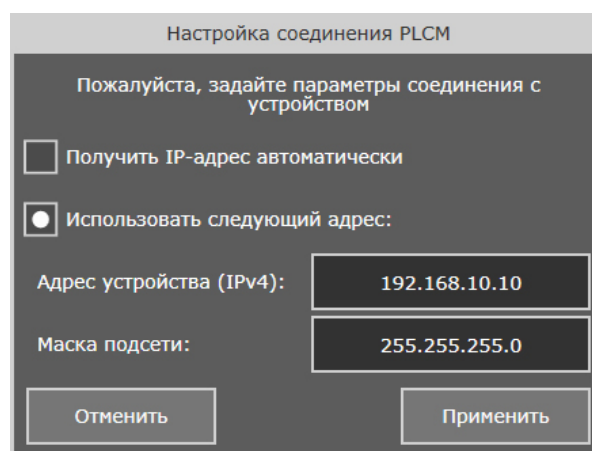 Настройка соединения PLCM
Пожалуйста, задайте параметры соединения с
устройством
Получить IP-адрес автоматически
Использовать следующий адрес:
Адрес устройства (IPv4): 192.168.10.10
Маска подсети: 255.255.255.0
Отменить Применить